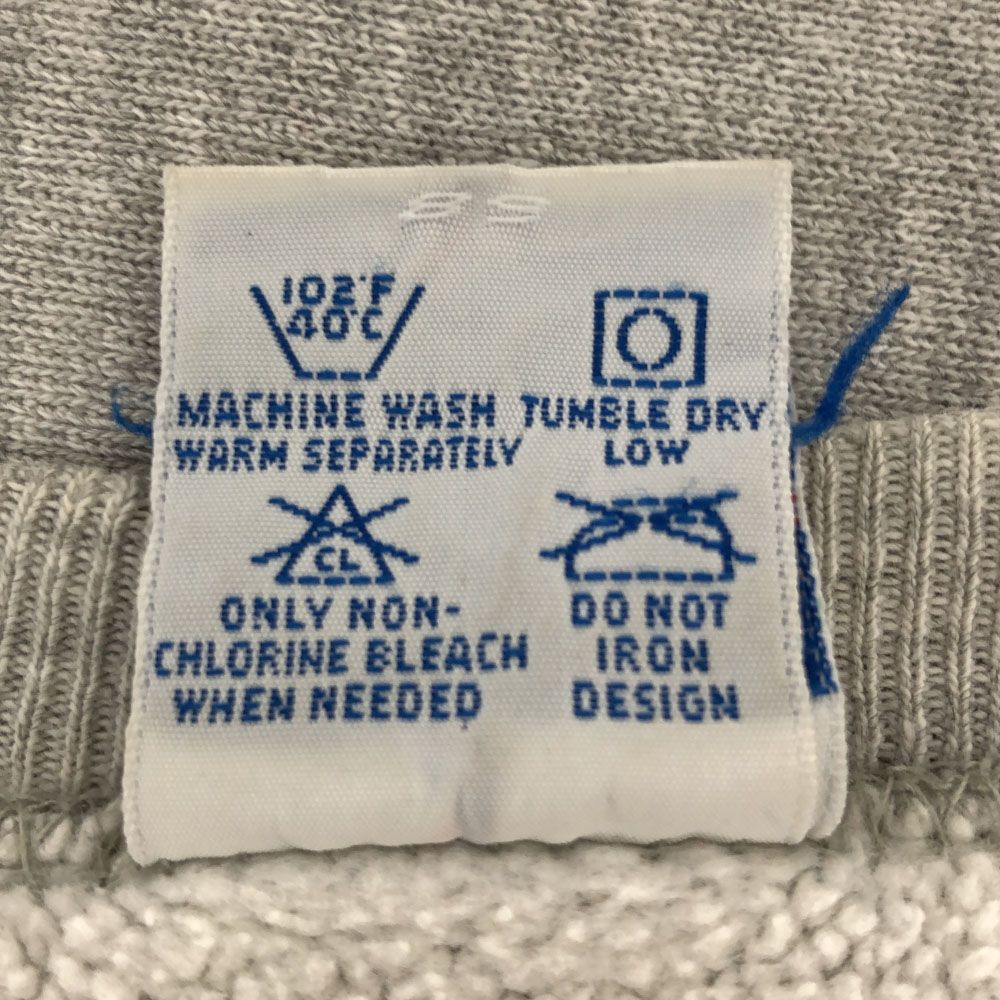 102°F
40°C
MACHINE WASH
WARM SEPARATELY
TUMBLE DRY
LOW
CL
ONLY NON-
CHLORINE BLEACH
WHEN NEEDED
DO NOT
IRON
DESIGN